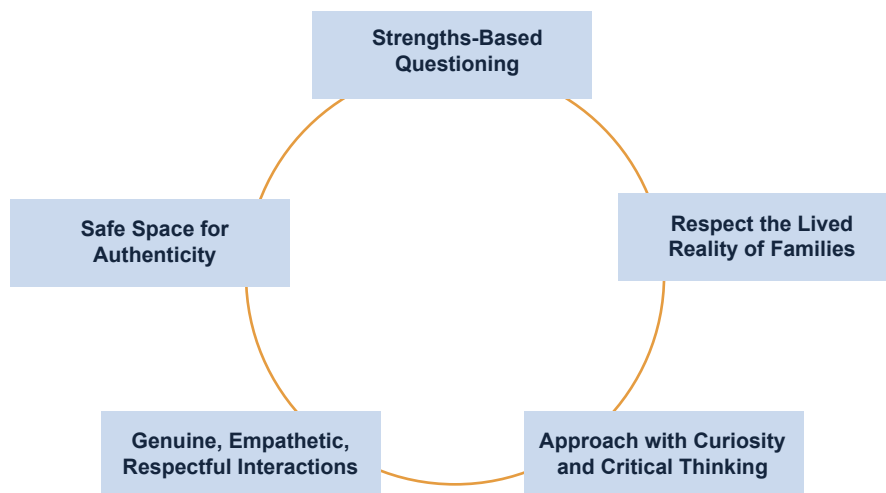 Strengths-Based
Questioning
Respect the Lived
Reality of Families
Approach with Curiosity
and Critical Thinking
Genuine, Empathetic,
Respectful Interactions
Safe Space for
Authenticity